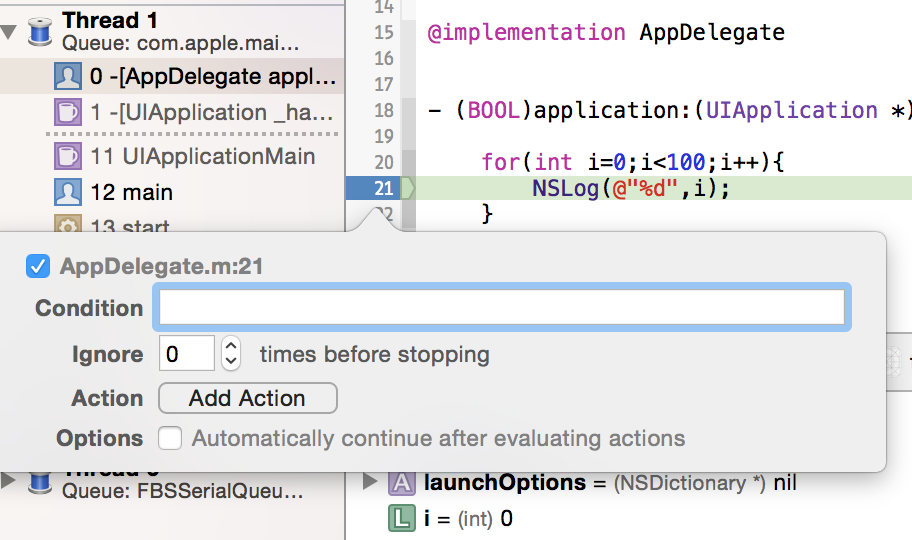 Thread 1
Queue: com.apple.mai...
0 -[AppDelegate appl...
1 -[UIApplication _ha...
11 UIApplicationMain
12 main
13 start
14
15 @implementation AppDelegate
16
17
18 - (BOOL)application:(UIApplication *)
19
20 for(int i=0;i<100;i++){
21 NSLog(@"%d",i);
22 }
AppDelegate.m:21
Condition
Ignore 0 times before stopping
Action Add Action
Options Automatically continue after evaluating actions
Thread
Queue: FBSSerialQueu...
A launchOptions = (NSDictionary *) nil
L i = (int) 0